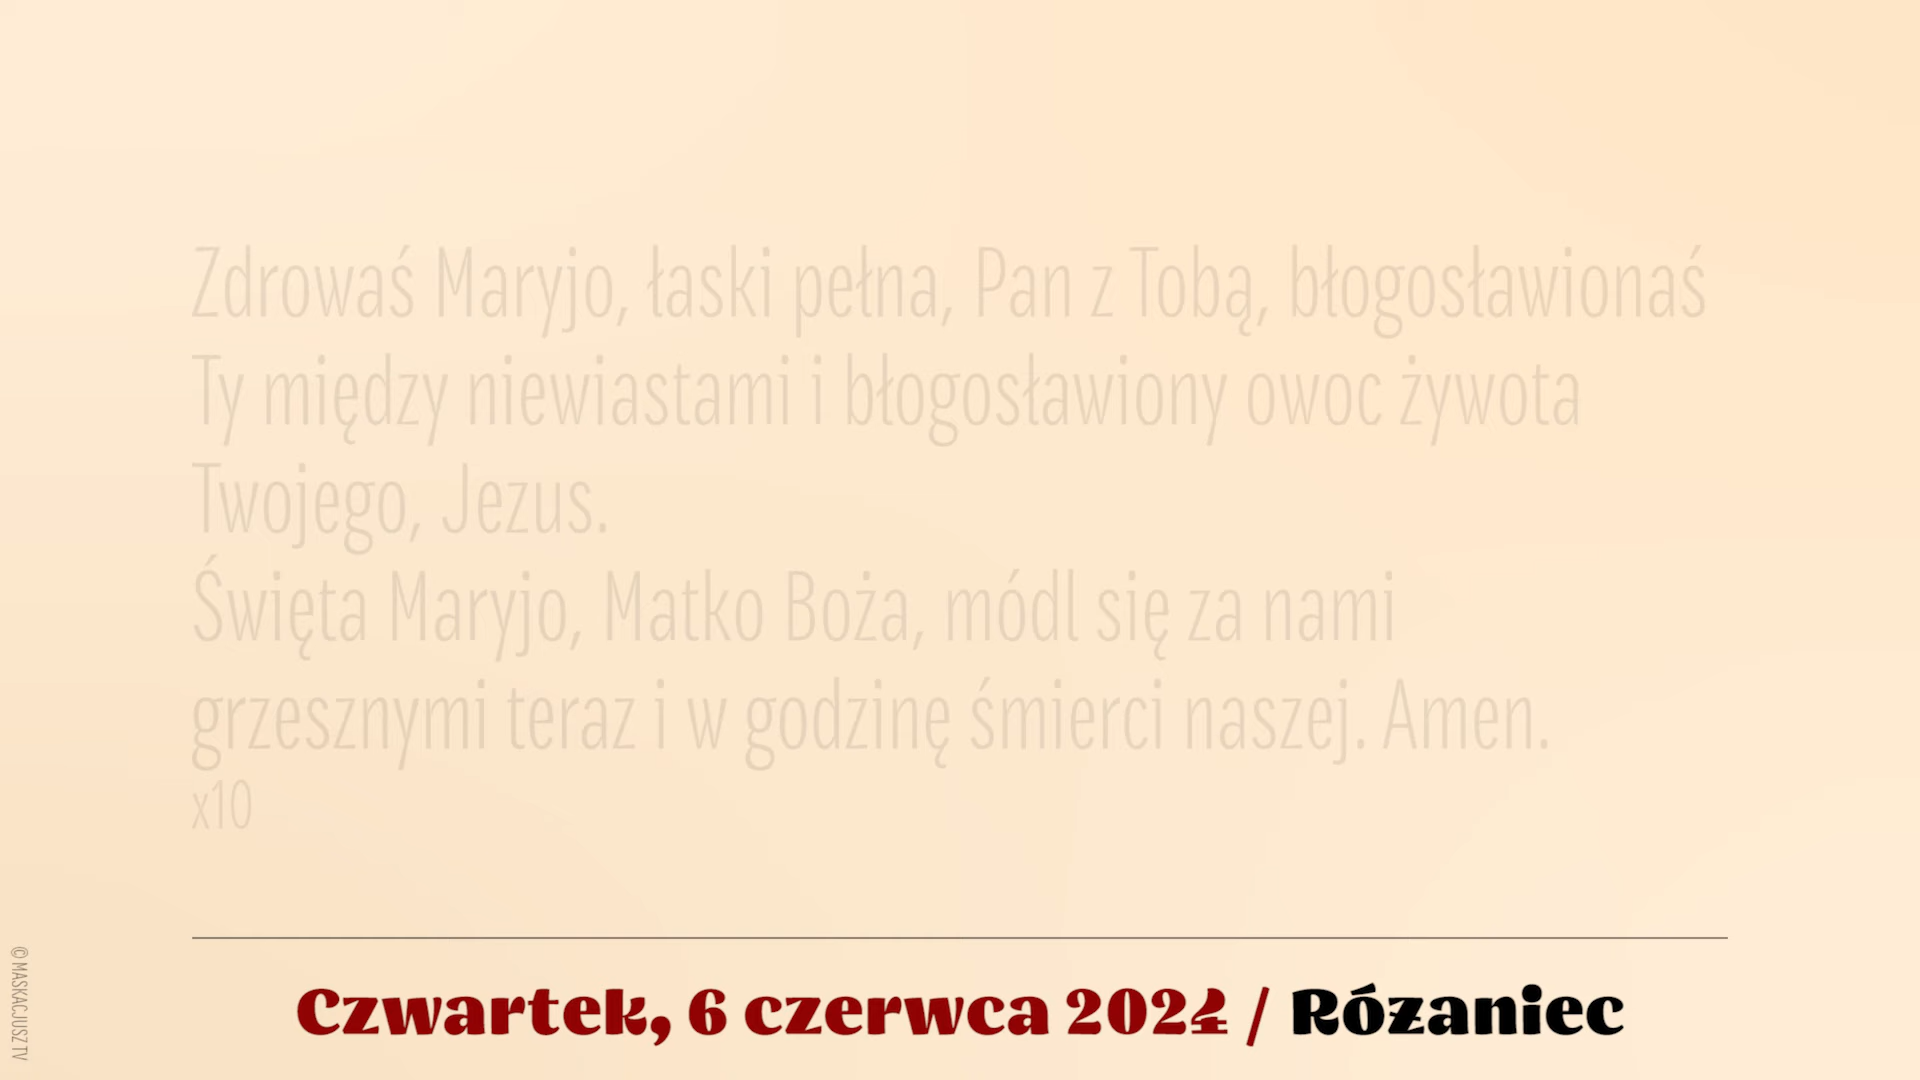 Zdrowaś Maryjo, łaski pełna, Pan z Tobą, błogosławionaś
Ty między niewiastami i błogosławiony owoc żywota
Twojego, Jezus.
Święta Maryjo, Matko Boża, módl się za nami
grzesznymi teraz i w godzinę śmierci naszej. Amen.
x10
Czwartek, 6 czerwca 2024 / Różaniec
© MASKACJUSZ TV